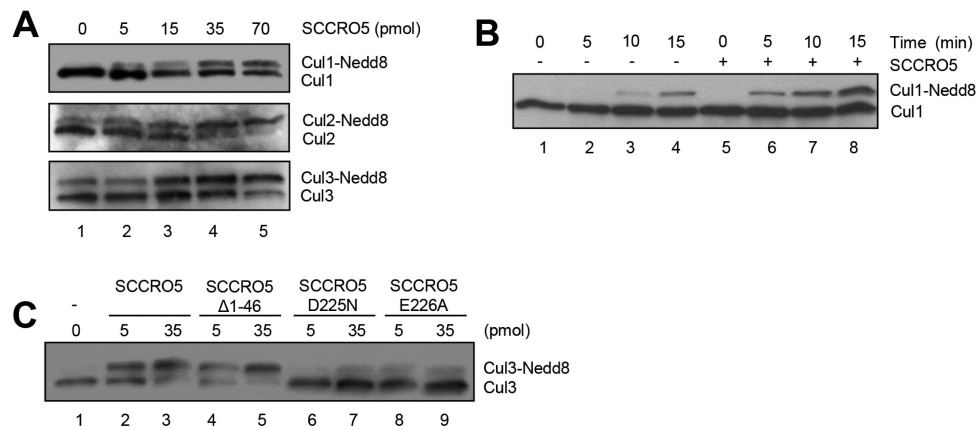 A
0 5 15 35 70 SCCRO5 (pmol)
Cul1-Nedd8
Cul1
Cul2-Nedd8
Cul2
Cul3-Nedd8
Cul3
1 2 3 4 5
B
0 5 10 15 0 5 10 15 Time (min)
- - - - + + + + SCCRO5
Cul1-Nedd8
Cul1
1 2 3 4 5 6 7 8
C
- SCCRO5 SCCRO5 SCCRO5 SCCRO5
Δ1-46 D225N E226A
0 5 35 5 35 5 35 5 35 (pmol)
Cul3-Nedd8
Cul3
1 2 3 4 5 6 7 8 9